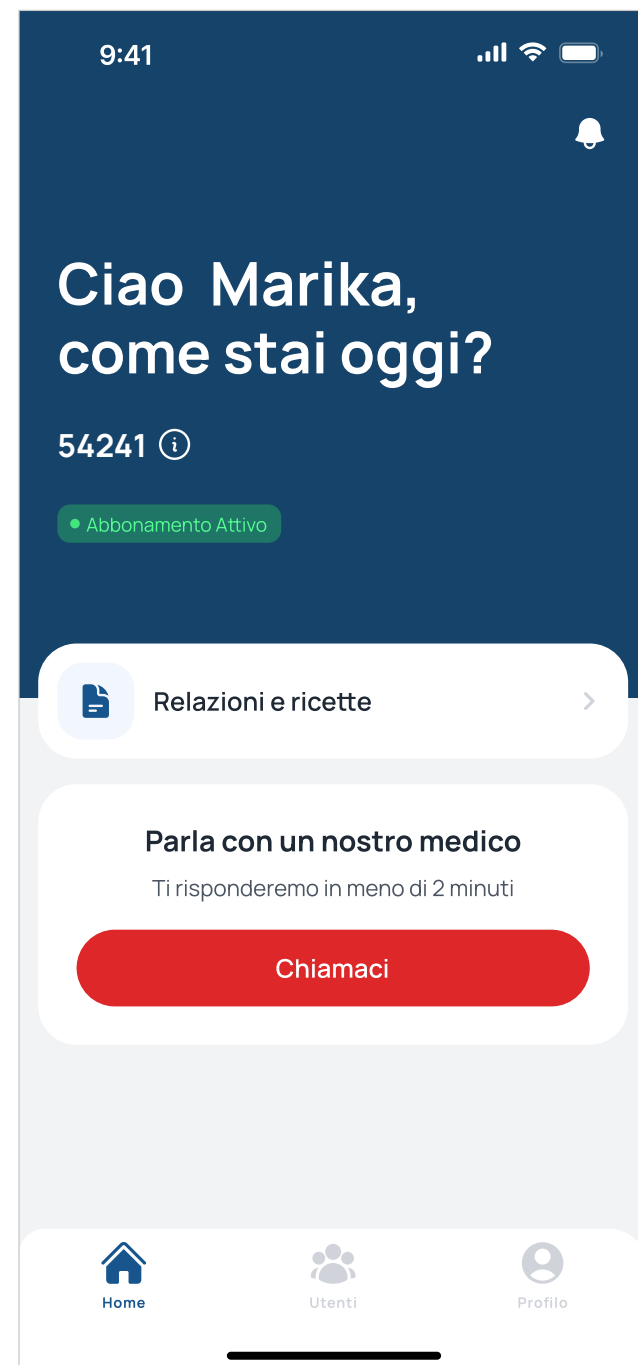 9:41
Ciao Marika,
come stai oggi?
54241
Abbonamento Attivo
Relazioni e ricette
Parla con un nostro medico
Ti risponderemo in meno di 2 minuti
Chiamaci
Home
Utenti
Profilo